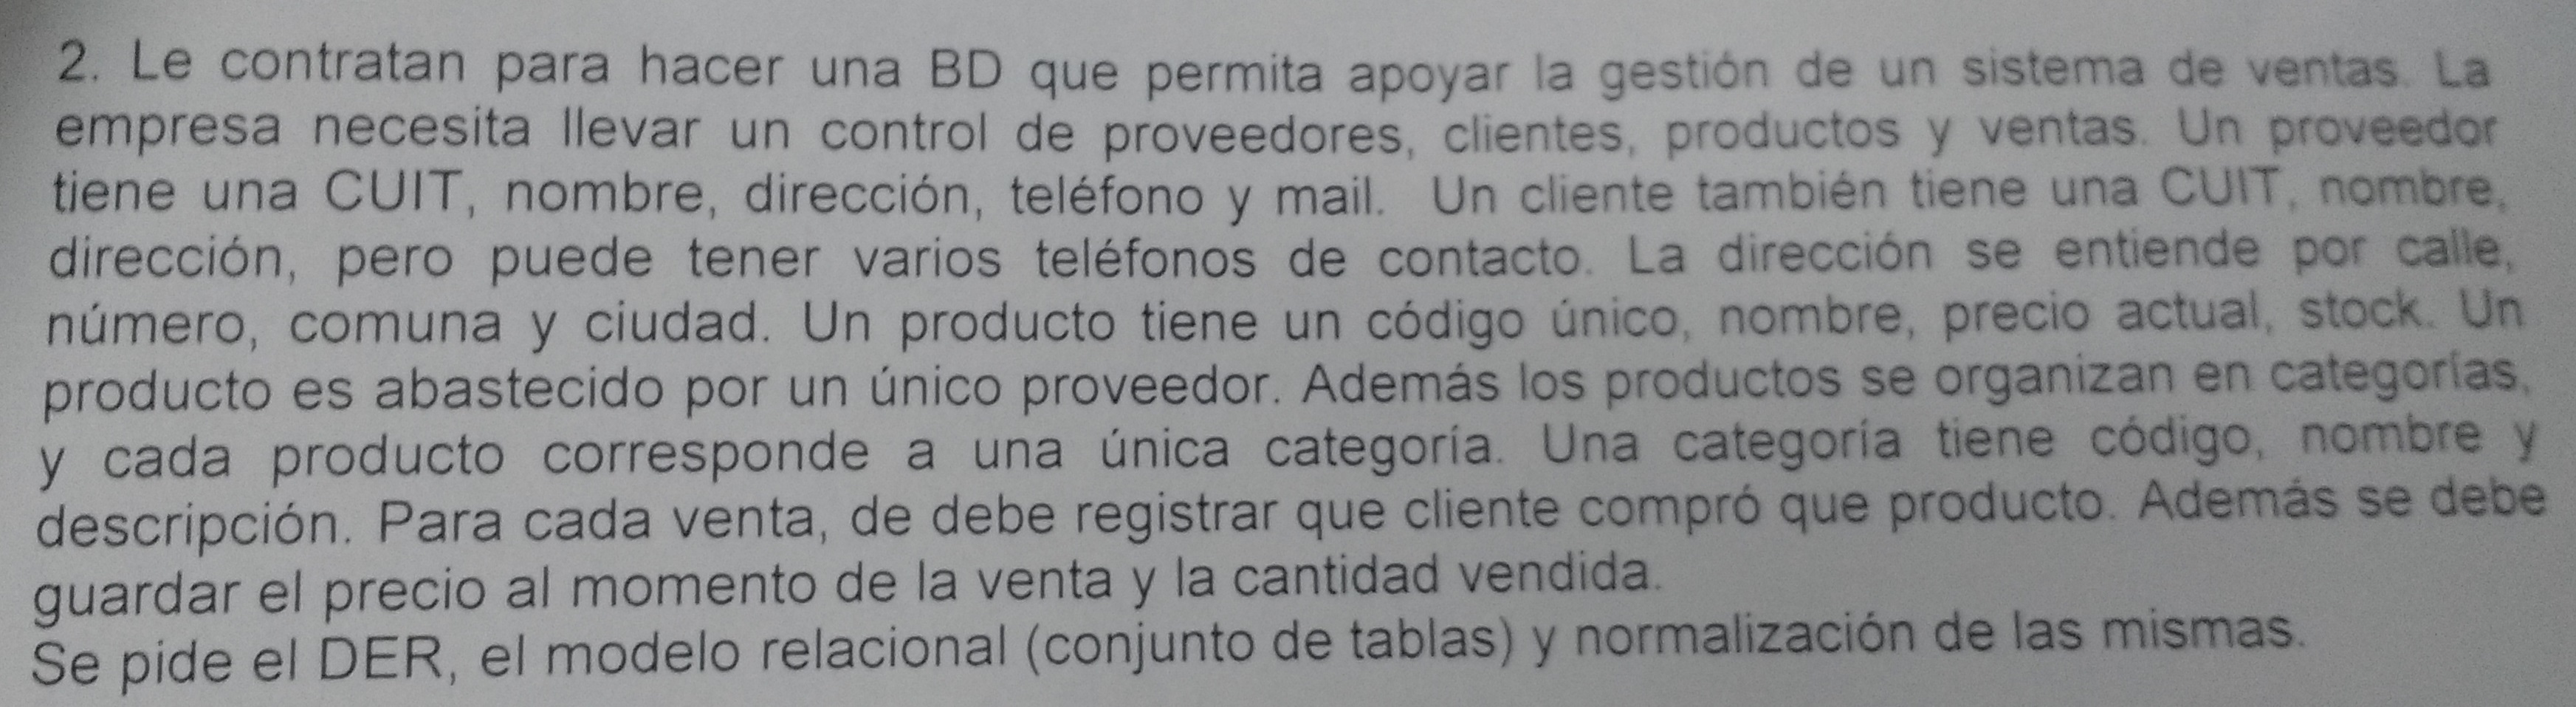 2. Le contratan para hacer una BD que permita apoyar la gestión de un sistema de ventas. La
empresa necesita llevar un control de proveedores, clientes, productos y ventas. Un proveedor
tiene una CUIT, nombre, dirección, teléfono y mail. Un cliente también tiene una CUIT, nombre,
dirección, pero puede tener varios teléfonos de contacto. La dirección se entiende por calle,
número, comuna y ciudad. Un producto tiene un código único, nombre, precio actual, stock. Un
producto es abastecido por un único proveedor. Además los productos se organizan en categorías,
y cada producto corresponde a una única categoría. Una categoría tiene código, nombre y
descripción. Para cada venta, de debe registrar que cliente compró que producto. Además se debe
guardar el precio al momento de la venta y la cantidad vendida.
Se pide el DER, el modelo relacional (conjunto de tablas) y normalización de las mismas.